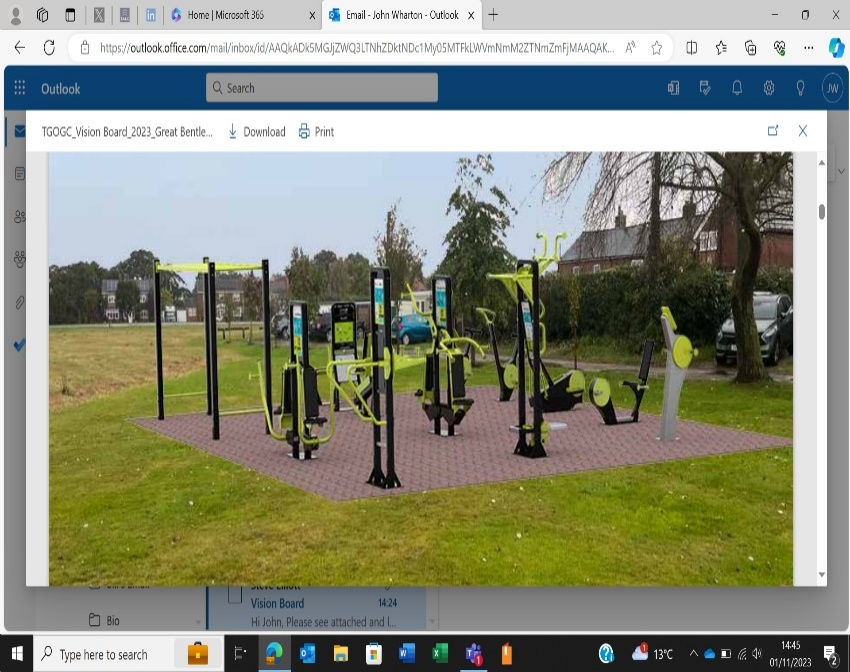 Home | Microsoft 365
Email - John Wharton - Outlook
https://outlook.office.com/mail/inbox/id/AAQkADk5MGJjZWQ3LTNhZDktNDc1My05MTFkLWVmNmM2ZTNmZmFjMAAQAK...
Outlook
Search
JW
TGOGC_Vision Board_2023_Great Bentle...
Download
Print
Steve Elliott
Vision Board
14:24
Hi John, Please see attached and I...
Bio
Type here to search
13°C
14:45
01/11/2023